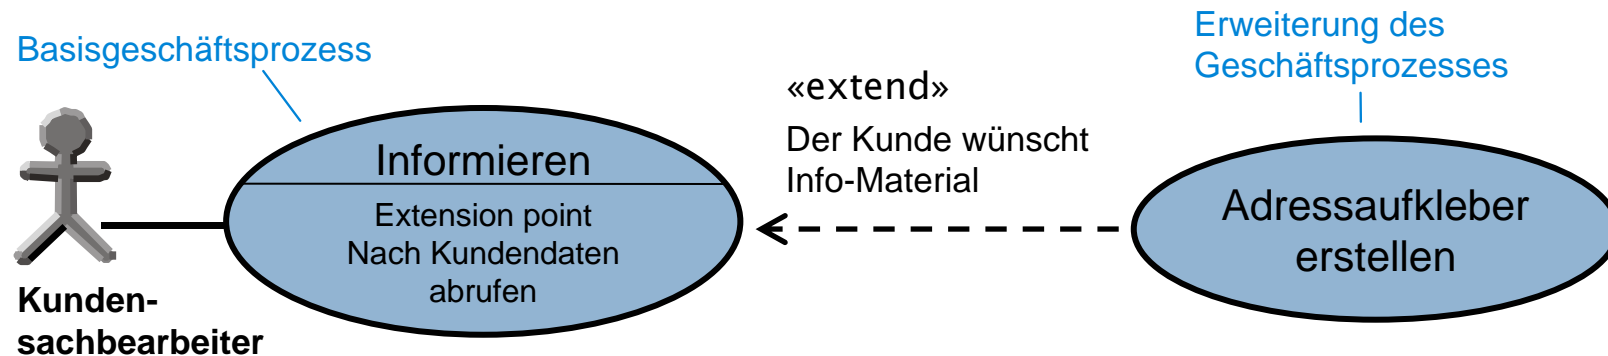 Basisgeschäftsprozess
Erweiterung des
Geschäftsprozesses
«extend»
Der Kunde wünscht
Info-Material
Informieren
Extension point
Nach Kundendaten
abrufen
Adressaufkleber
erstellen
Kunden-
sachbearbeiter